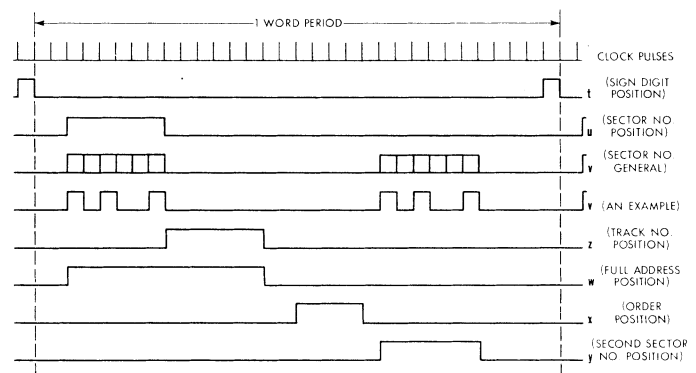 1 WORD PERIOD
CLOCK PULSES
t (SIGN DIGIT
POSITION)
u (SECTOR NO.
POSITION)
v (SECTOR NO.
GENERAL)
v (AN EXAMPLE)
z (TRACK NO.
POSITION)
w (FULL ADDRESS
POSITION)
x (ORDER
POSITION)
y (SECOND SECTOR
NO. POSITION)